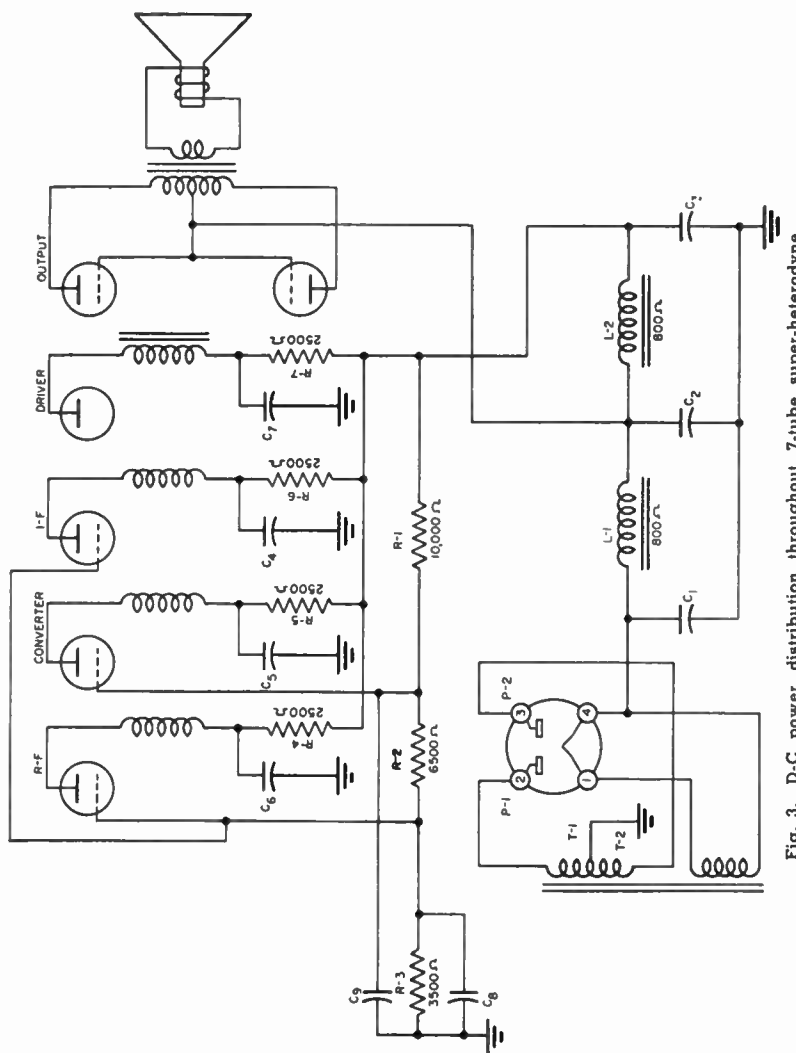 OUTPUT
DRIVER
I-F
CONVERTER
R-F
C7
2500Ω
R-7
C4
2500Ω
R-6
C5
2500Ω
R-5
C6
2500Ω
R-4
R-1
10,000Ω
R-2
6500Ω
C9
R-3
3500Ω
C8
L-2
800Ω
L-1
800Ω
C2
C1
P-2
P-1
3
4
2
1
T-1
T-2
Fig. 3. D-C power distribution throughout 7-tube super-heterodyne